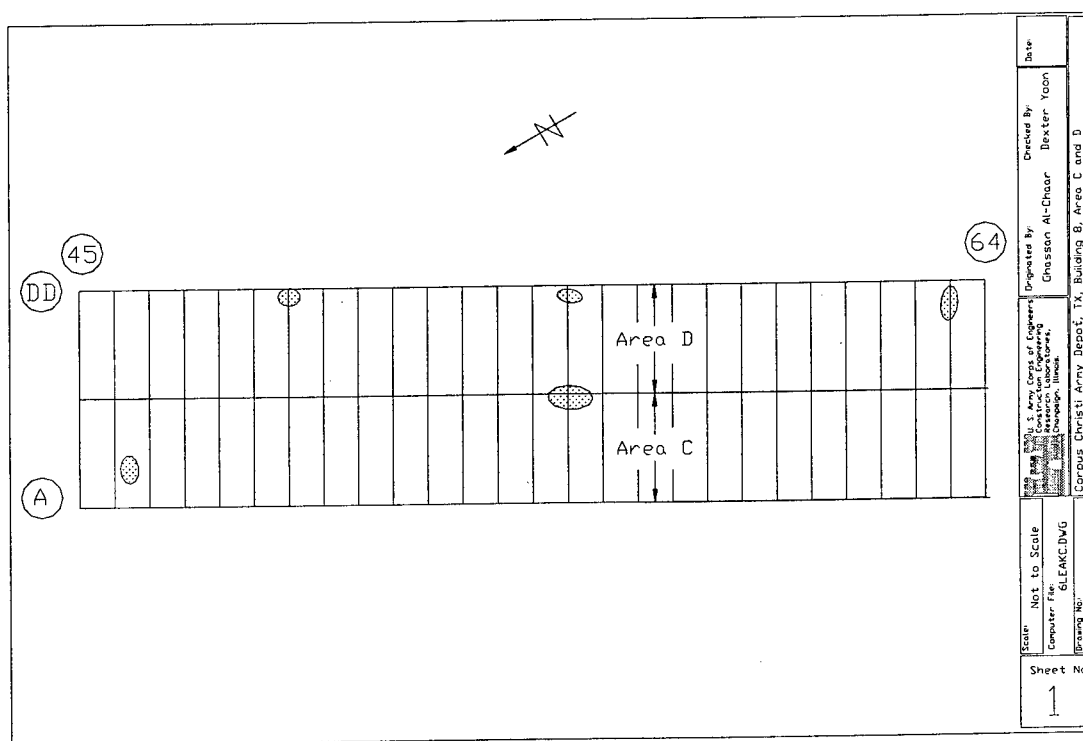 N
45
64
DD
Area D
Area C
A
Date:
Checked By:
Dexter Yoon
Originated By:
Ghassan Al-Chaar
U. S. Army Corps of Engineers
Construction Engineering
Research Laboratories,
Champaign, Illinois.
Corpus Christi Army Depot, TX, Building 8, Area C and D
Scale:
Not to Scale
Computer File:
6LEAKC.DWG
Drawing No:
Sheet No
1